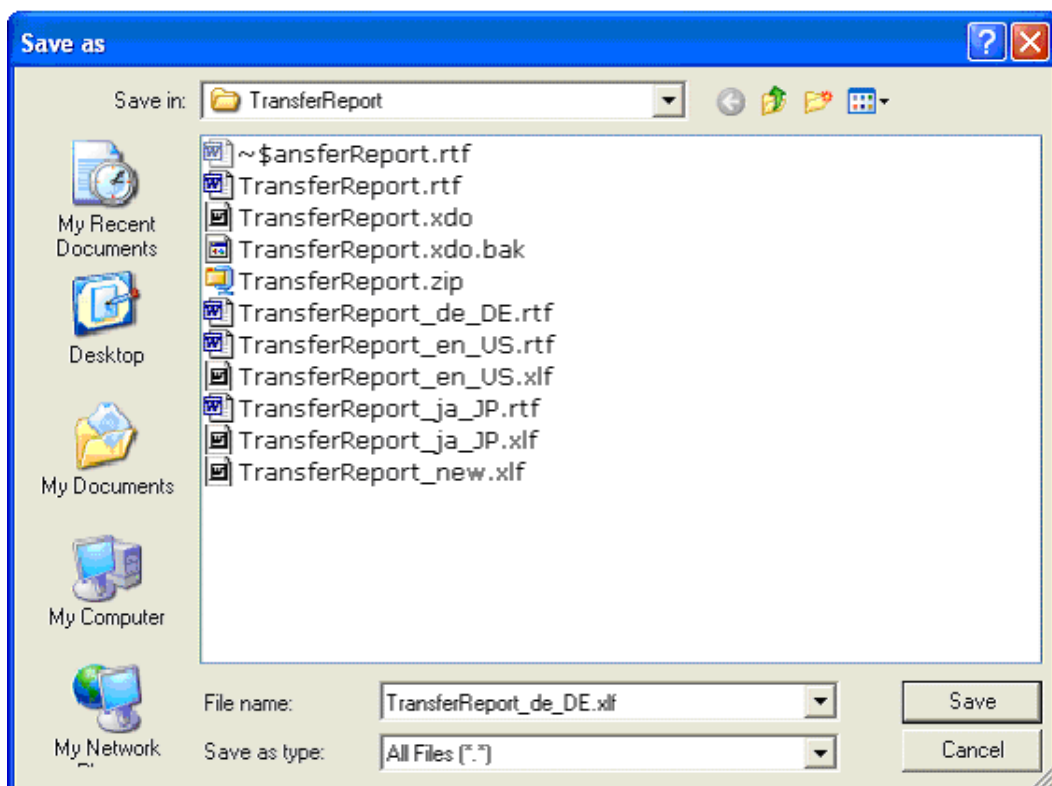 Save as
Save in: TransferReport
~$ansferReport.rtf
TransferReport.rtf
TransferReport.xdo
TransferReport.xdo.bak
TransferReport.zip
TransferReport_de_DE.rtf
TransferReport_en_US.rtf
TransferReport_en_US.xlf
TransferReport_ja_JP.rtf
TransferReport_ja_JP.xlf
TransferReport_new.xlf
My Recent
Documents
Desktop
My Documents
My Computer
My Network
File name: TransferReport_de_DE.xlf Save
Save as type: All Files (*.*) Cancel